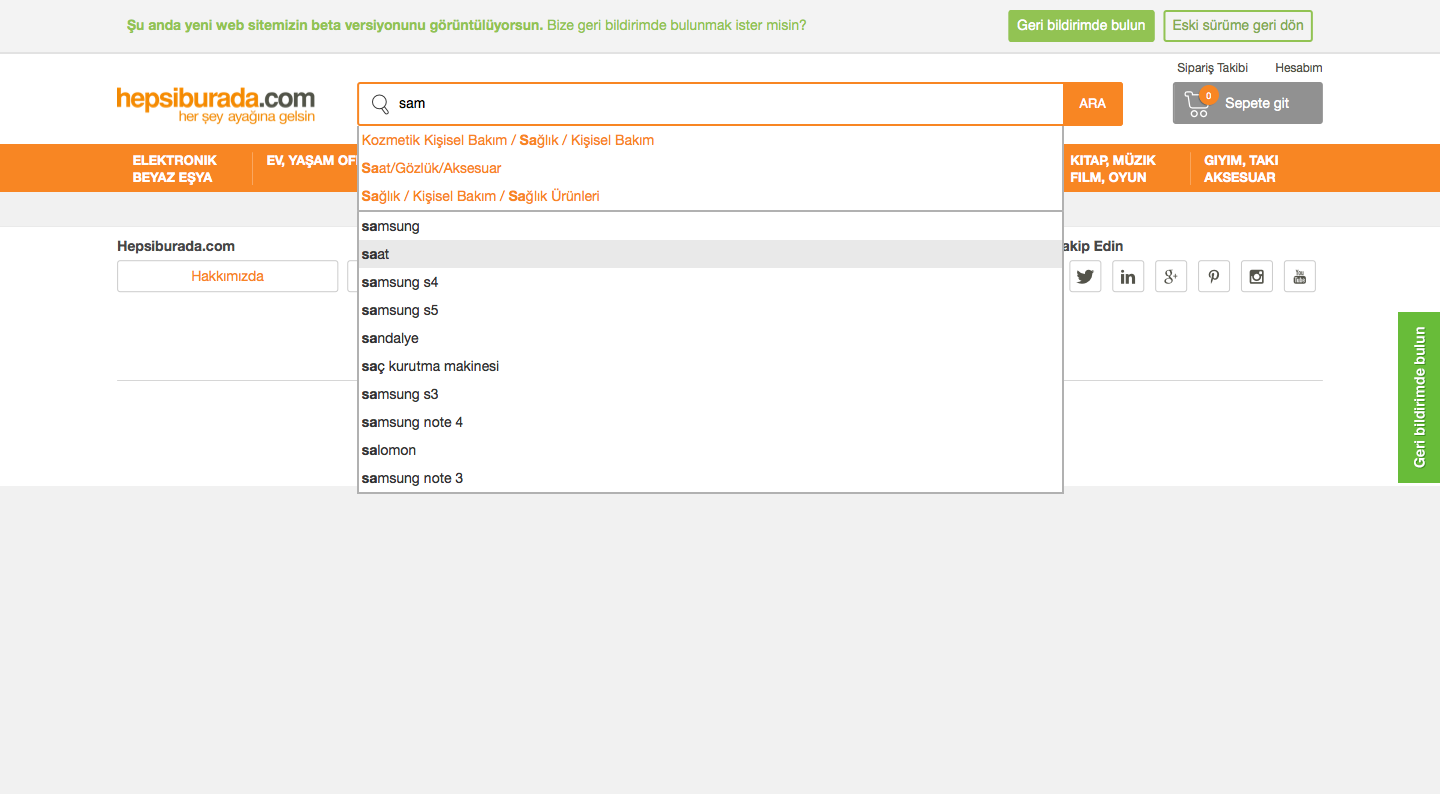 Şu anda yeni web sitemizin beta versiyonunu görüntülüyorsun. Bize geri bildirimde bulunmak ister misin?
Geri bildirimde bulun
Eski sürüme geri dön
Sipariş Takibi
Hesabım
hepsiburada.com
her şey ayağına gelsin
sam
ARA
0
Sepete git
Kozmetik Kişisel Bakım / Sağlık / Kişisel Bakım
Saat/Gözlük/Aksesuar
Sağlık / Kişisel Bakım / Sağlık Ürünleri
ELEKTRONIK
BEYAZ EŞYA
EV, YAŞAM OF
KITAP, MÜZIK
FILM, OYUN
GIYIM, TAKI
AKSESUAR
samsung
saat
samsung s4
samsung s5
sandalye
saç kurutma makinesi
samsung s3
samsung note 4
salomon
samsung note 3
Hepsiburada.com
Hakkımızda
akip Edin
You
Tube
Geri bildirimde bulun